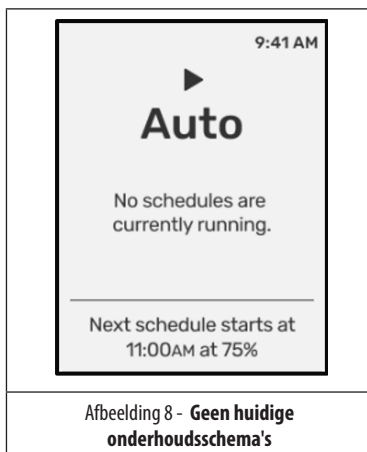 9:41 AM
Auto
No schedules are
currently running.
Next schedule starts at
11:00AM at 75%
Afbeelding 8 - Geen huidige
onderhoudsschema's